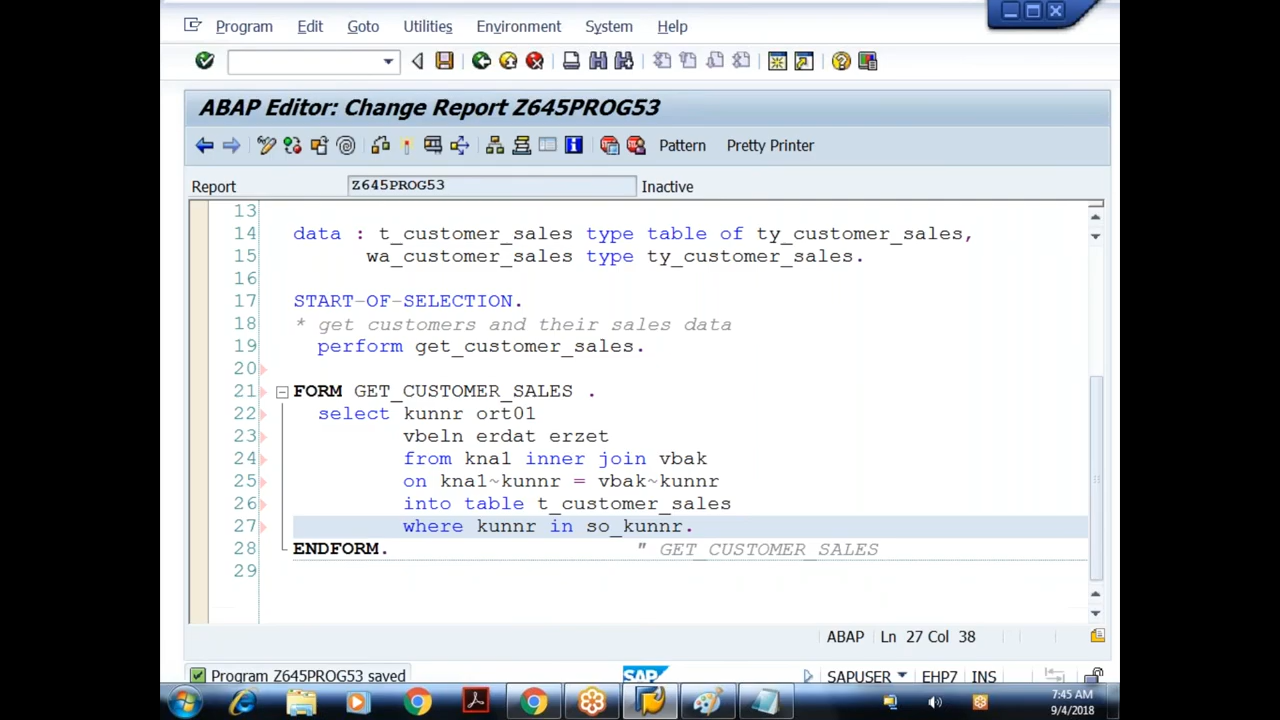 Program Edit Goto Utilities Environment System Help
ABAP Editor: Change Report Z645PROG53
Pattern Pretty Printer
Report Z645PROG53 Inactive
13
14 data : t_customer_sales type table of ty_customer_sales,
15 wa_customer_sales type ty_customer_sales.
16
17 START-OF-SELECTION.
18 * get customers and their sales data
19 perform get_customer_sales.
20
21 FORM GET_CUSTOMER_SALES .
22 select kunnr ort01
23 vbeln erdat erzet
24 from kna1 inner join vbak
25 on kna1~kunnr = vbak~kunnr
26 into table t_customer_sales
27 where kunnr in so_kunnr.
28 ENDFORM. " GET_CUSTOMER_SALES
29
ABAP Ln 27 Col 38
Program Z645PROG53 saved SAP SAPUSER EHP7 INS
7:45 AM
9/4/2018